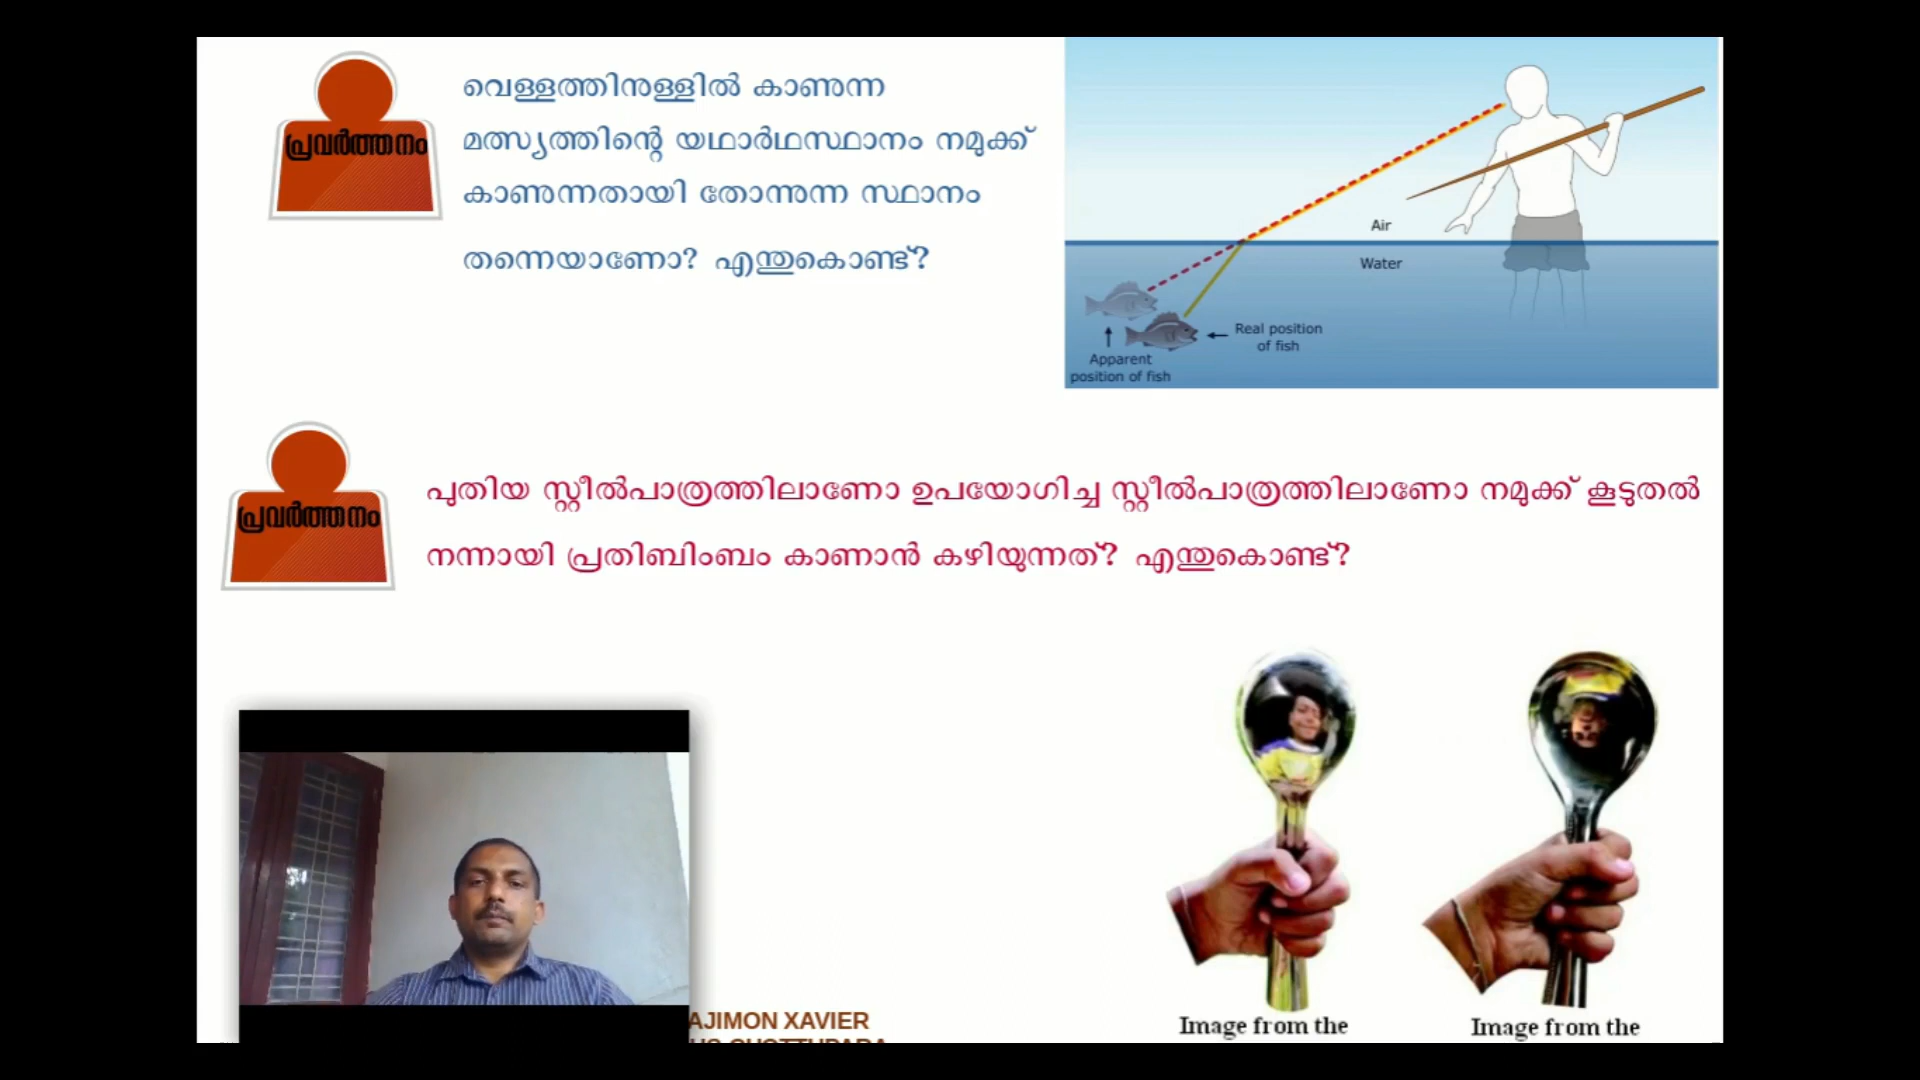 പ്രവർത്തനം
വെള്ളത്തിനുള്ളിൽ കാണുന്ന
മത്സ്യത്തിന്റെ യഥാർഥസ്ഥാനം നമുക്ക്
കാണുന്നതായി തോന്നുന്ന സ്ഥാനം
തന്നെയാണോ? എന്തുകൊണ്ട്?
Air
Water
Real position
of fish
Apparent
position of fish
പ്രവർത്തനം
പുതിയ സ്റ്റീൽപാത്രത്തിലാണോ ഉപയോഗിച്ച സ്റ്റീൽപാത്രത്തിലാണോ നമുക്ക് കൂടുതൽ
നന്നായി പ്രതിബിംബം കാണാൻ കഴിയുന്നത്? എന്തുകൊണ്ട്?
AJIMON XAVIER
Image from the
Image from the